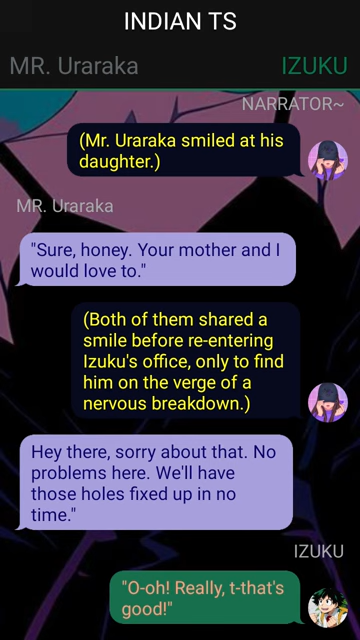 INDIAN TS
MR. Uraraka
IZUKU
NARRATOR~
(Mr. Uraraka smiled at his
daughter.)
MR. Uraraka
"Sure, honey. Your mother and I
would love to."
(Both of them shared a
smile before re-entering
Izuku's office, only to find
him on the verge of a
nervous breakdown.)
Hey there, sorry about that. No
problems here. We'll have
those holes fixed up in no
time."
IZUKU
"O-oh! Really, t-that's
good!"